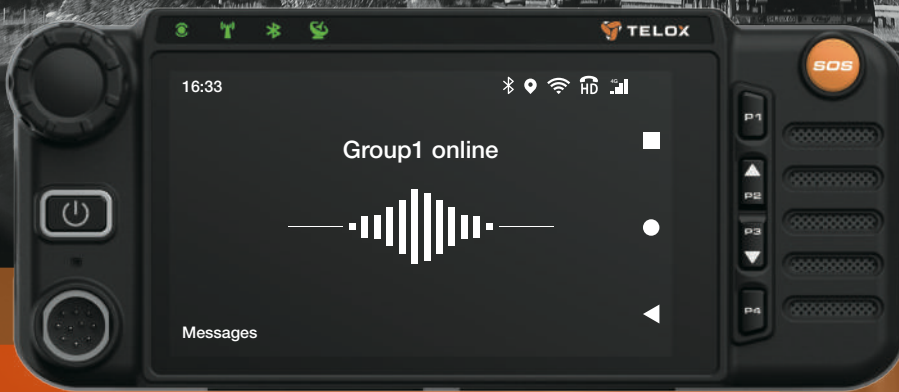 TELOX
SOS
16:33
4G
HD
P1
Group1 online
P2
P3
P4
Messages